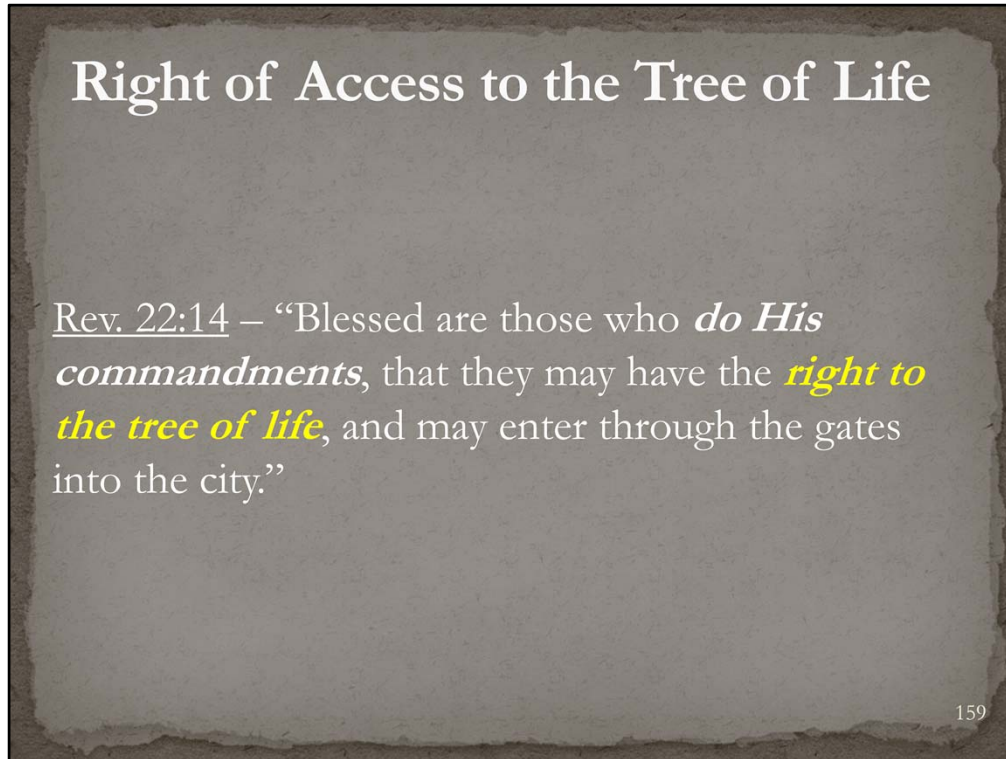 Right of Access to the Tree of Life
Rev. 22:14 – “Blessed are those who do His
commandments, that they may have the right to
the tree of life, and may enter through the gates
into the city.”
159